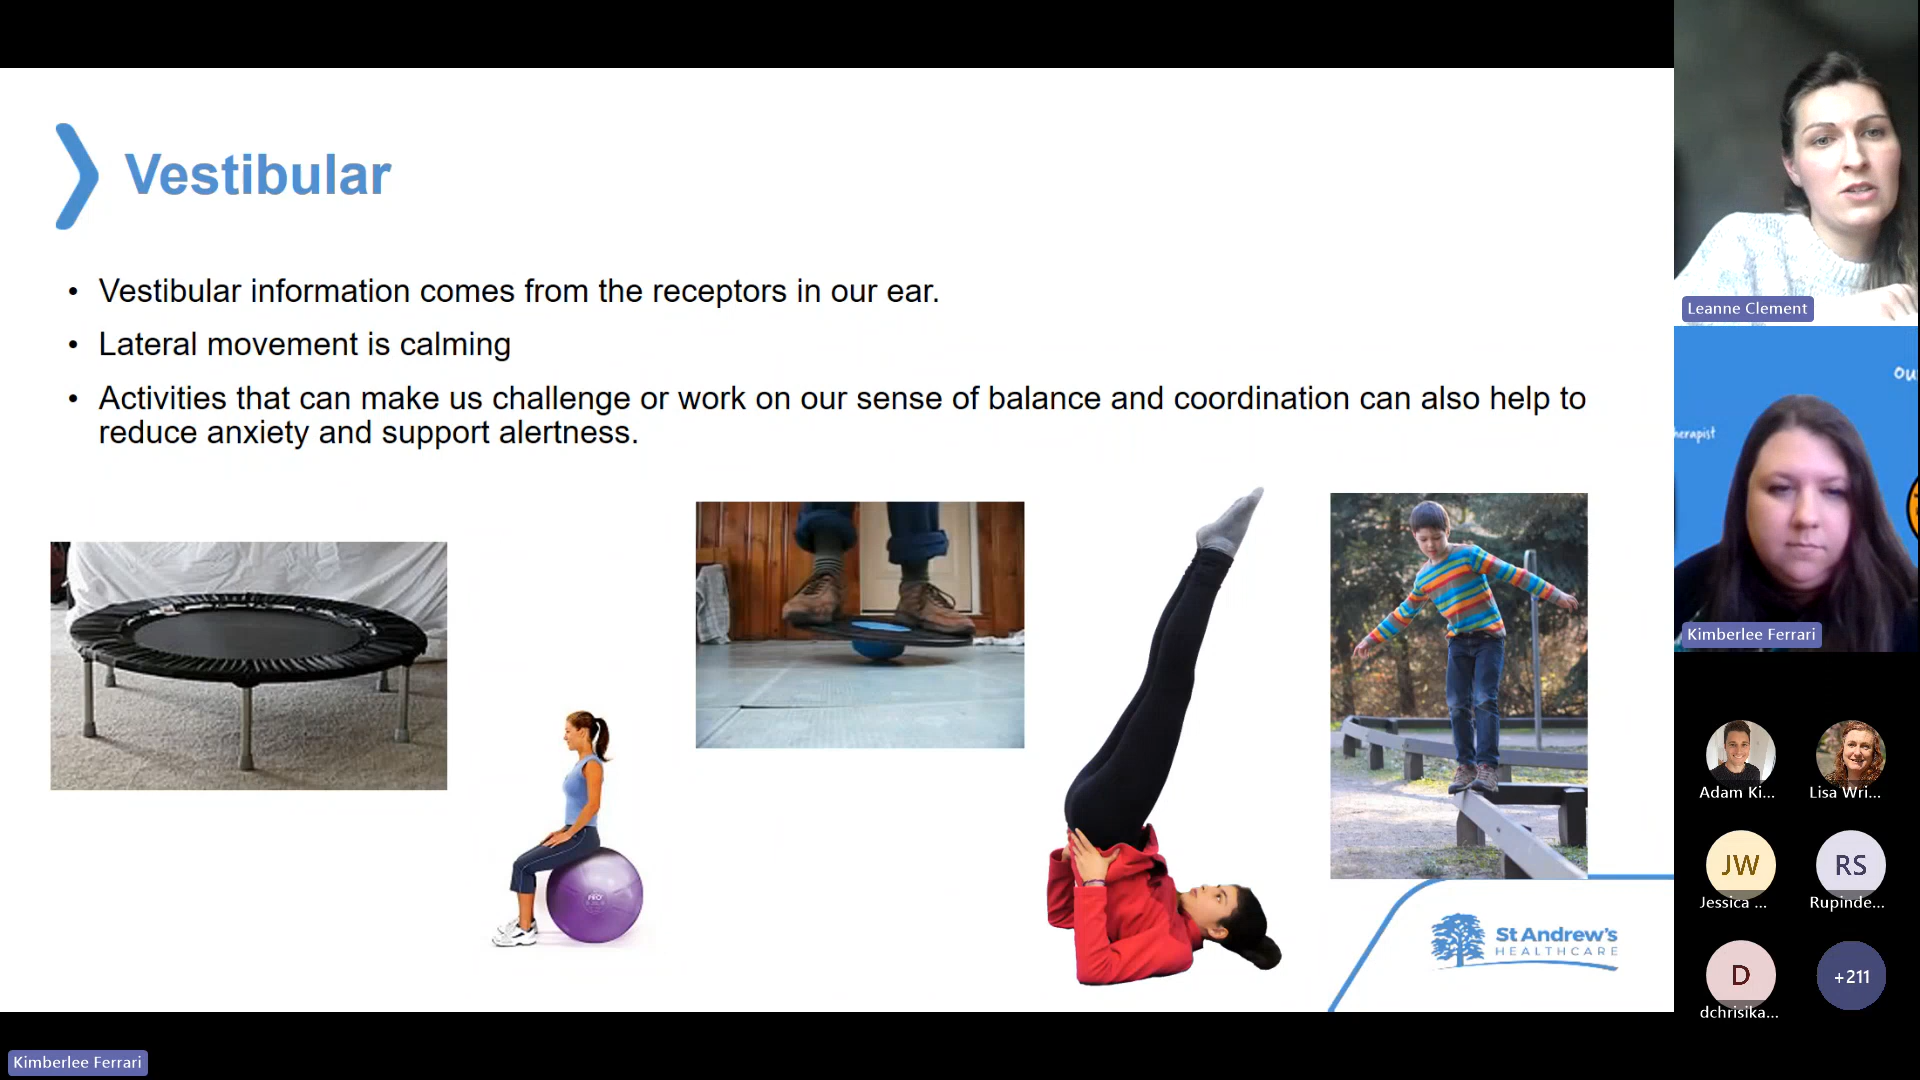 Vestibular
• Vestibular information comes from the receptors in our ear.
• Lateral movement is calming
• Activities that can make us challenge or work on our sense of balance and coordination can also help to
reduce anxiety and support alertness.
PRO
St Andrew's
HEALTHCARE
Kimberlee Ferrari
Leanne Clement
ou
herapist
Kimberlee Ferrari
Adam Ki...
Lisa Wri...
JW
Jessica ...
RS
Rupinde...
D
dchrisika...
+211